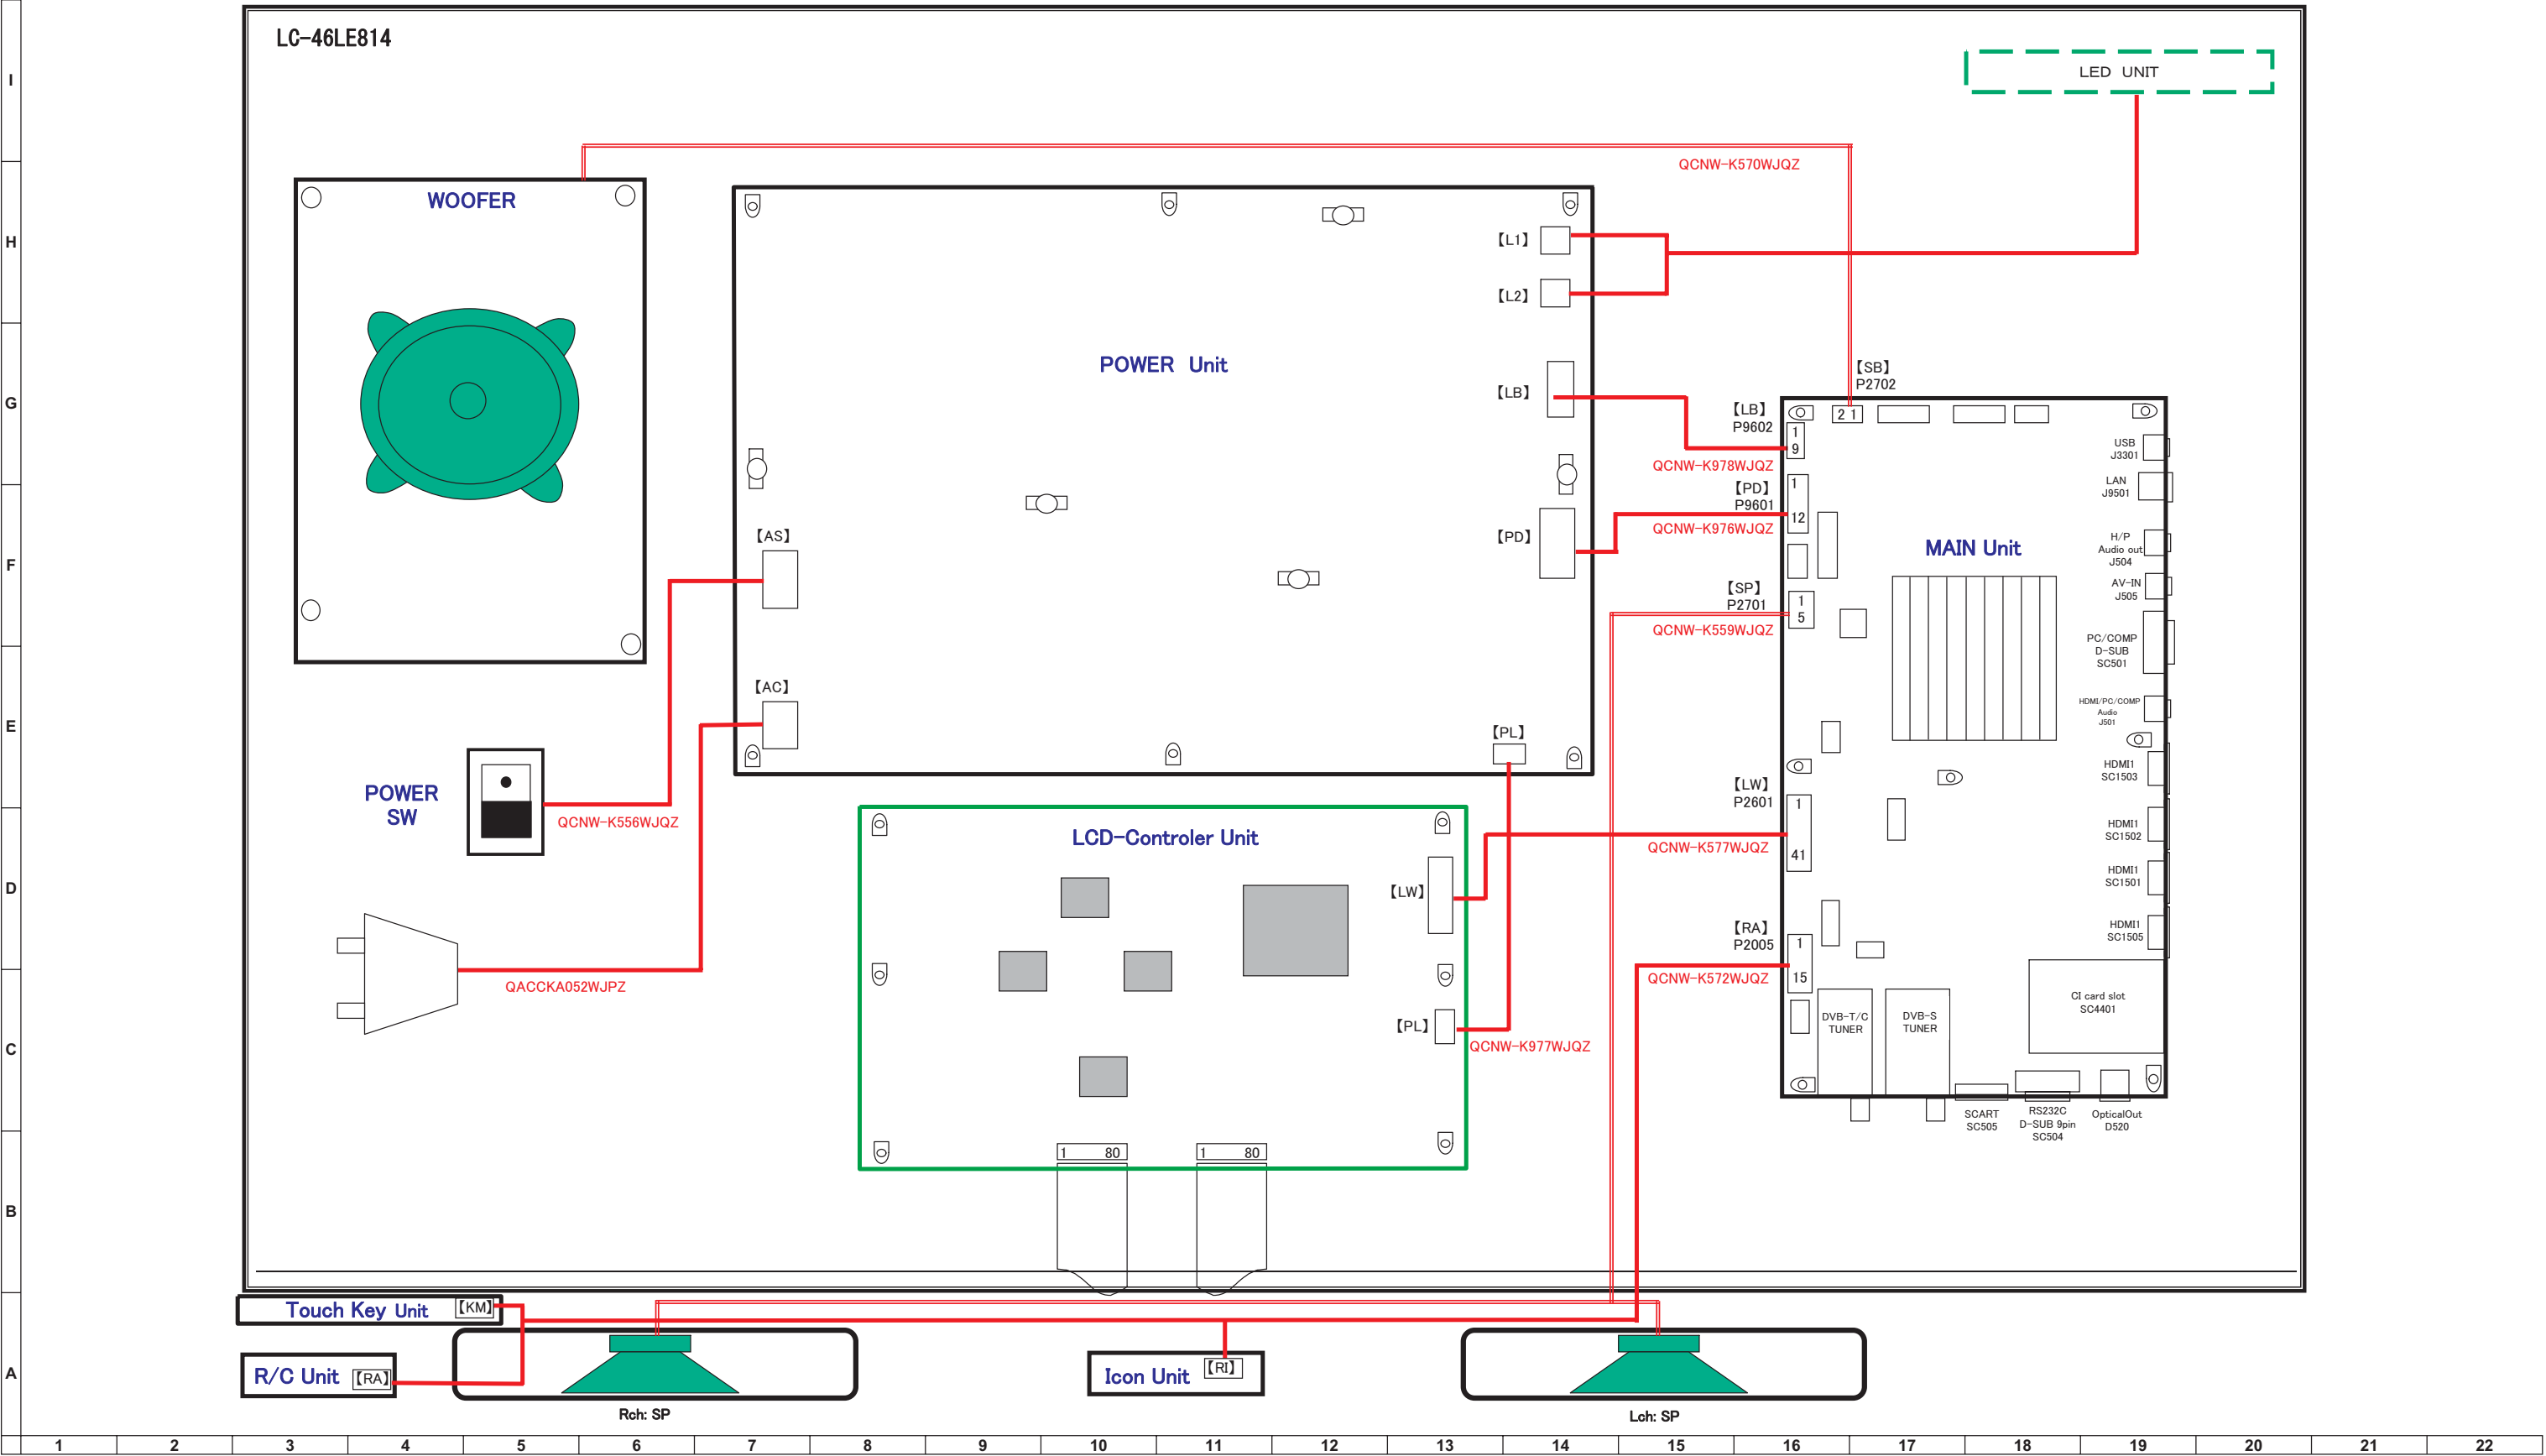 LC-46LE814
LED UNIT
I
QCNW-K570WJQZ
WOOFER
H
【L1】
【L2】
POWER Unit
【SB】
P2702
【LB】
G
【LB】
P9602
2 1
1
9
USB
J3301
QCNW-K978WJQZ
【PD】
P9601
1
12
LAN
J9501
QCNW-K976WJQZ
【AS】
【PD】
MAIN Unit
H/P
Audio out
J504
F
AV-IN
J505
【SP】
P2701
1
5
QCNW-K559WJQZ
PC/COMP
D-SUB
SC501
【AC】
HDMI/PC/COMP
Audio
J501
E
【PL】
HDMI1
SC1503
POWER
SW
【LW】
P2601
1
41
QCNW-K556WJQZ
LCD-Controler Unit
HDMI1
SC1502
QCNW-K577WJQZ
HDMI1
SC1501
D
【LW】
HDMI1
SC1505
【RA】
P2005
1
15
QCNW-K572WJQZ
QACCKA052WJPZ
CI card slot
SC4401
DVB-T/C
TUNER
DVB-S
TUNER
【PL】
C
QCNW-K977WJQZ
SCART
SC505
RS232C
D-SUB 9pin
SC504
OpticalOut
D520
1 80
1 80
B
Touch Key Unit
【KM】
R/C Unit
【RA】
Icon Unit
【RI】
A
Rch: SP
Lch: SP
1 2 3 4 5 6 7 8 9 10 11 12 13 14 15 16 17 18 19 20 21 22